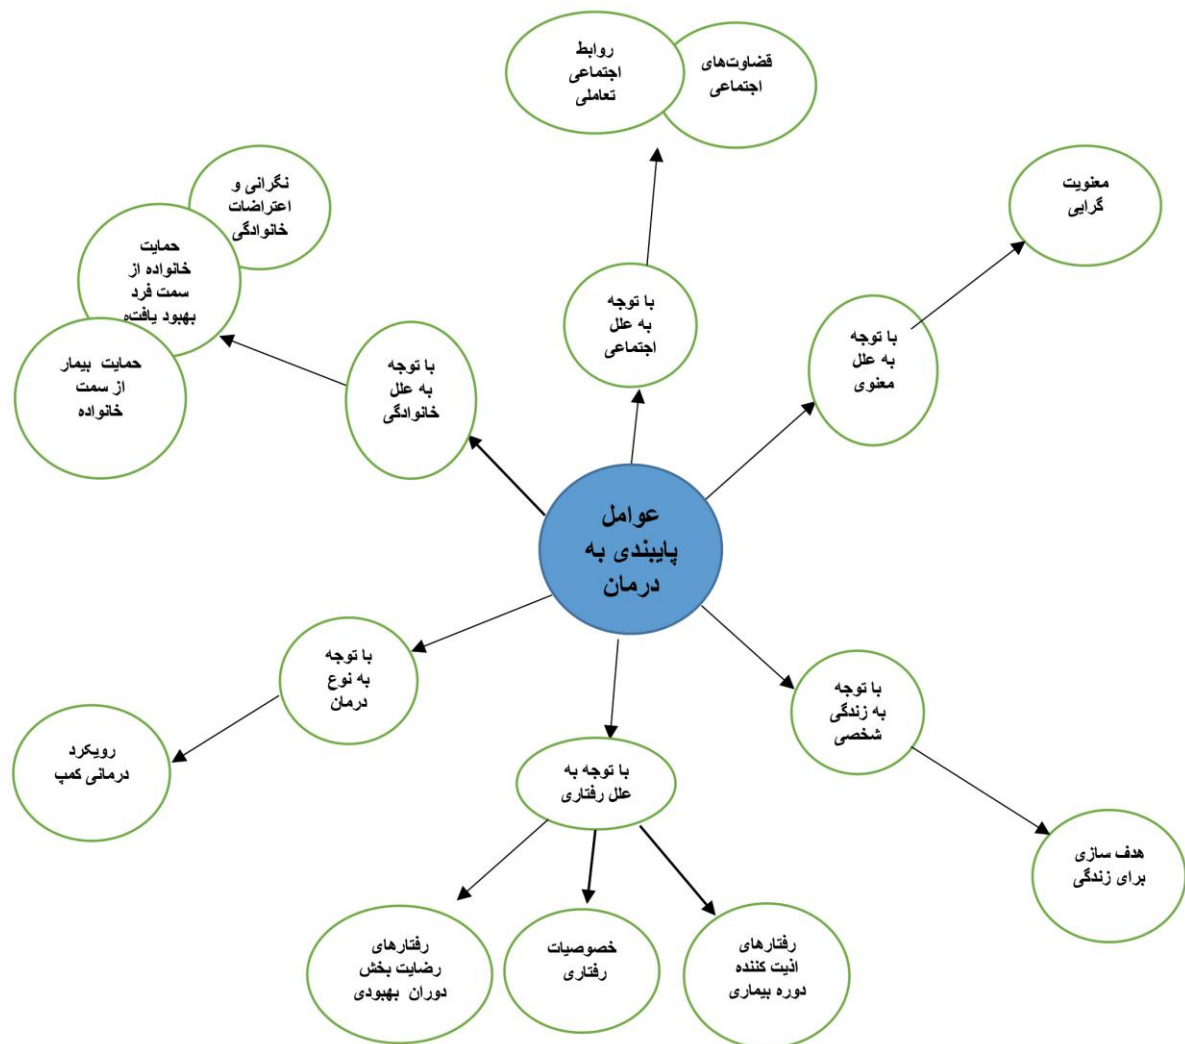 روابط
اجتماعی
تعاملی
قضاوت‌های
اجتماعی
معنویت
گرایی
نگرانی و
اعتراضات
خانوادگی
حمایت
خانواده از
سمت فرد
بهبود یافته
حمایت بیمار
از سمت
خانواده
با توجه
به علل
خانوادگی
با توجه
به علل
اجتماعی
با توجه
به علل
معنوی
عوامل
پایبندی به
درمان
با توجه
به نوع
درمان
رویکرد
درمانی کمپ
با توجه به
علل رفتاری
با توجه
به زندگی
شخصی
هدف سازی
برای زندگی
رفتارهای
رضایت بخش
دوران بهبودی
خصوصیات
رفتاری
رفتارهای
اذیت کننده
دوره بیماری